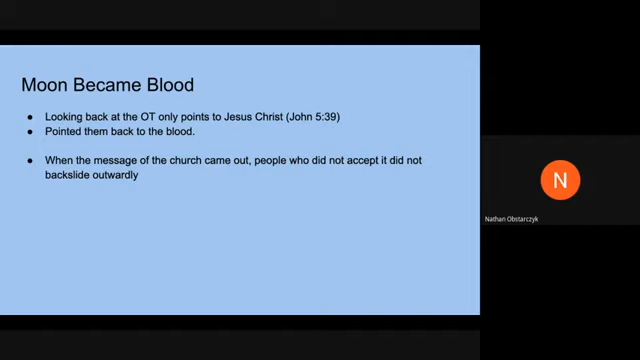 Moon Became Blood
● Looking back at the OT only points to Jesus Christ (John 5:39)
● Pointed them back to the blood.
● When the message of the church came out, people who did not accept it did not
backslide outwardly
N
Nathan Obstarczyk